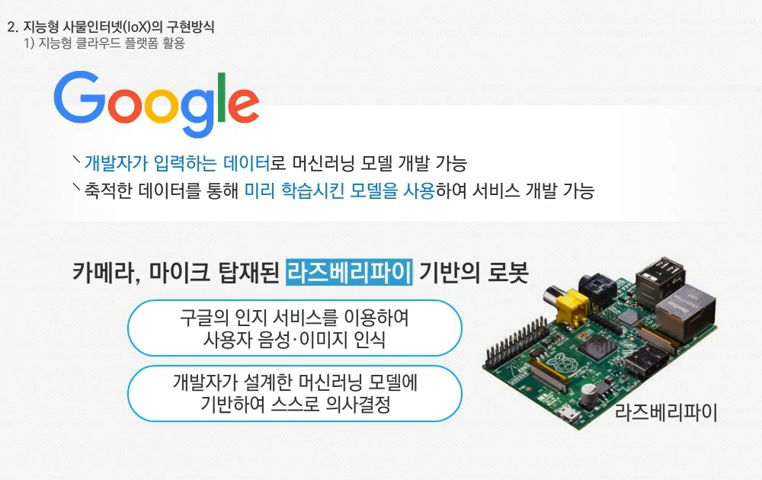 2. 지능형 사물인터넷(IoX)의 구현방식
1) 지능형 클라우드 플랫폼 활용
Google
개발자가 입력하는 데이터로 머신러닝 모델 개발 가능
축적한 데이터를 통해 미리 학습시킨 모델을 사용하여 서비스 개발 가능
카메라, 마이크 탑재된 라즈베리파이 기반의 로봇
구글의 인지 서비스를 이용하여
사용자 음성·이미지 인식
개발자가 설계한 머신러닝 모델에
기반하여 스스로 의사결정
라즈베리파이